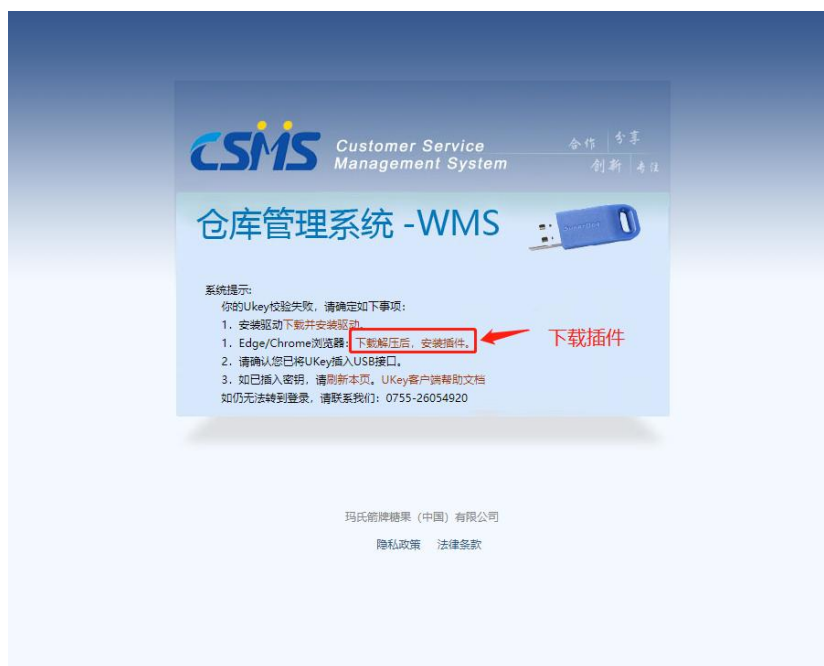 CSMS
Customer Service
Management System
合作 分享
创新 专注
仓库管理系统 -WMS
系统提示:
你的Ukey校验失败，请确定如下事项：
1. 安装驱动下载并安装驱动。
1. Edge/Chrome浏览器：下载解压后，安装插件。
下载插件
2. 请确认您已将UKey插入USB接口。
3. 如已插入密钥，请刷新本页。UKey客户端帮助文档
如仍无法转到登录，请联系我们：0755-26054920
玛氏箭牌糖果（中国）有限公司
隐私政策 法律条款